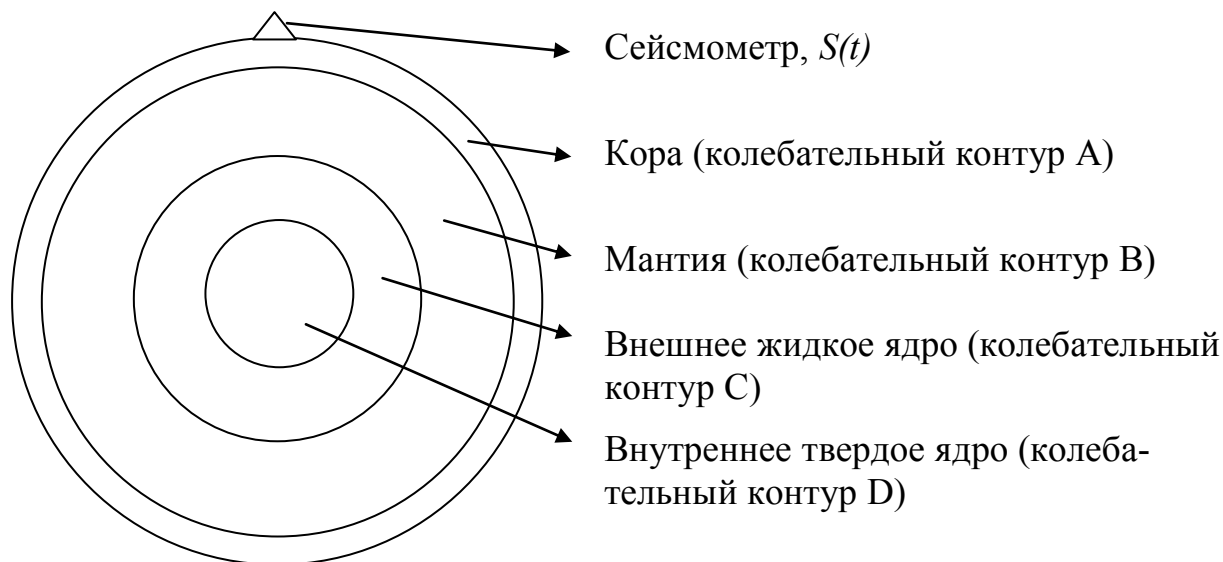 Сейсмометр, S(t)
Кора (колебательный контур A)
Мантия (колебательный контур B)
Внешнее жидкое ядро (колебательный
контур C)
Внутреннее твердое ядро (колеба-
тельный контур D)